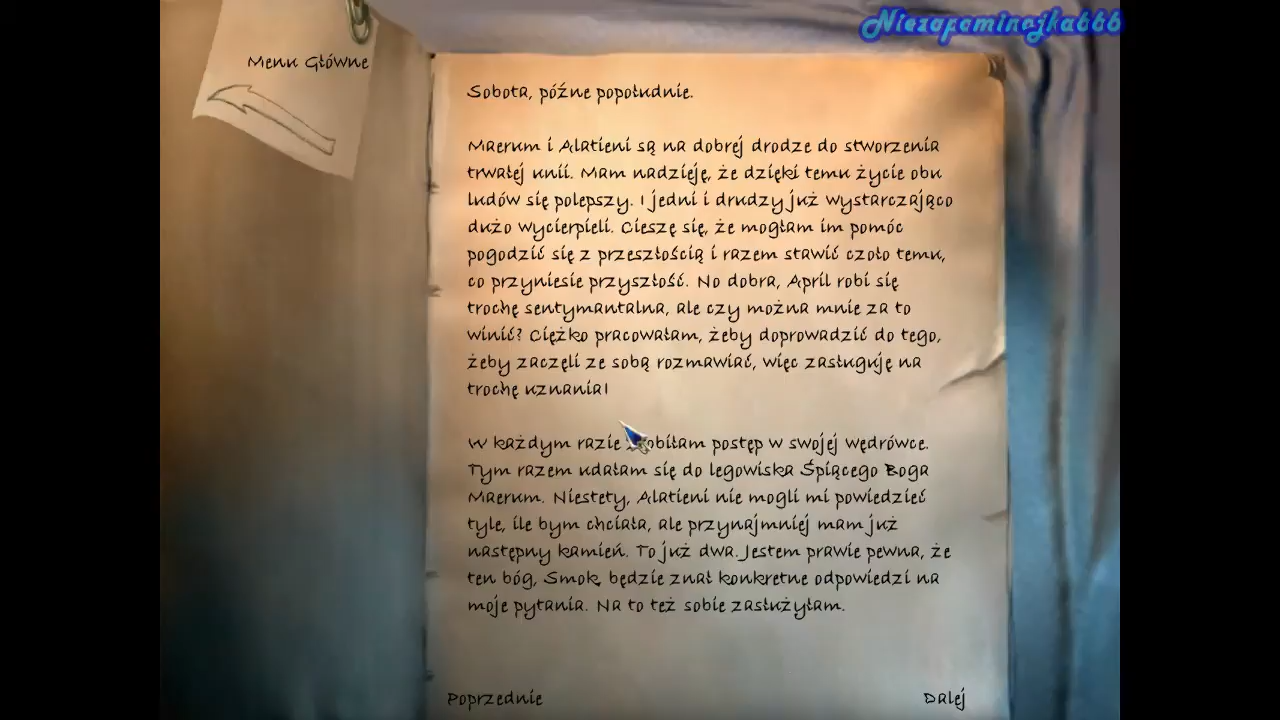 Niezapominajka666
Menu Główne
Sobota, późne popołudnie.
Maerum i Alatieni są na dobrej drodze do stworzenia
trwałej unii. Mam nadzieję, że dzięki temu życie obu
ludów się polepszy. I jedni i drudzy już wystarczająco
dużo wycierpieli. Cieszę się, że mogłam im pomóc
pogodzić się z przeszłością i razem stawić czoło temu,
co przyniesie przyszłość. No dobra, April robi się
trochę sentymantalna, ale czy można mnie za to
winić? Ciężko pracowałam, żeby doprowadzić do tego,
żeby zaczęli ze sobą rozmawiać, więc zasługuję na
trochę uznania!
W każdym razie zrobiłam postęp w swojej wędrówce.
Tym razem udałam się do legowiska Śpiącego Boga
Maerum. Niestety, Alatieni nie mogli mi powiedzieć
tyle, ile bym chciała, ale przynajmniej mam już
następny kamień. To już dwa. Jestem prawie pewna, że
ten bóg, Smok, będzie znał konkretne odpowiedzi na
moje pytania. Na to też sobie zasłużyłam.
Poprzednie
Dalej